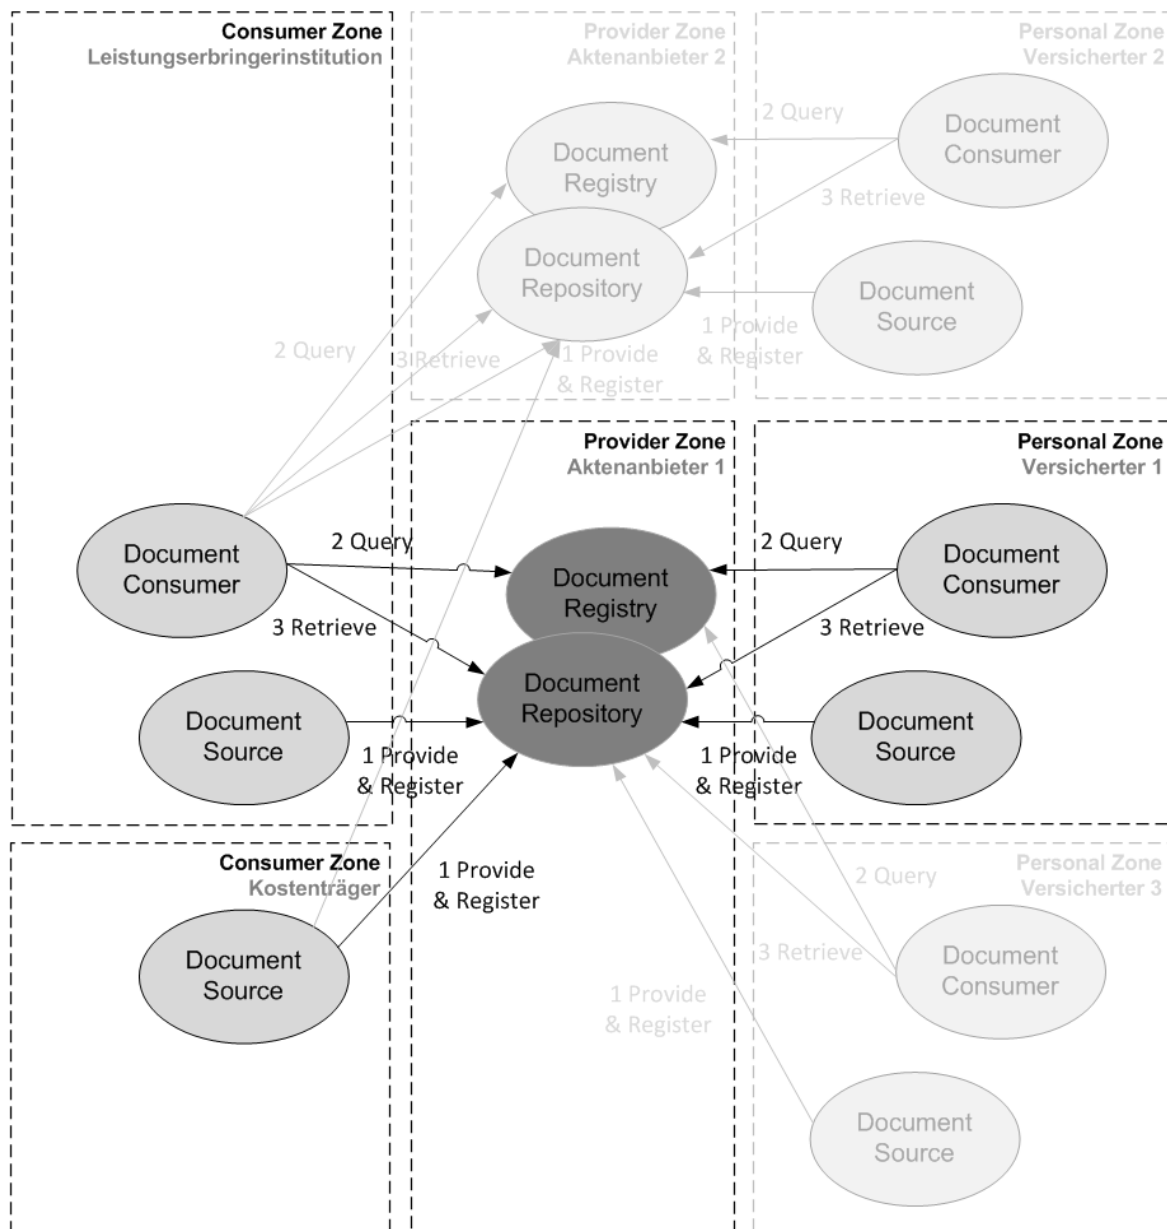 Consumer Zone
Leistungserbringerinstitution
Provider Zone
Aktenanbieter 2
Personal Zone
Versicherter 2
Document
Registry
2 Query
Document
Consumer
3 Retrieve
Document
Repository
Document
Source
2 Query
3 Retrieve
1 Provide
& Register
1 Provide
& Register
Provider Zone
Aktenanbieter 1
Personal Zone
Versicherter 1
Document
Consumer
2 Query
Document
Registry
2 Query
Document
Consumer
3 Retrieve
3 Retrieve
Document
Source
Document
Repository
Document
Source
1 Provide
& Register
1 Provide
& Register
Consumer Zone
Kostenträger
1 Provide
& Register
2 Query
Personal Zone
Versicherter 3
Document
Source
3 Retrieve
Document
Consumer
1 Provide
& Register
Document
Source